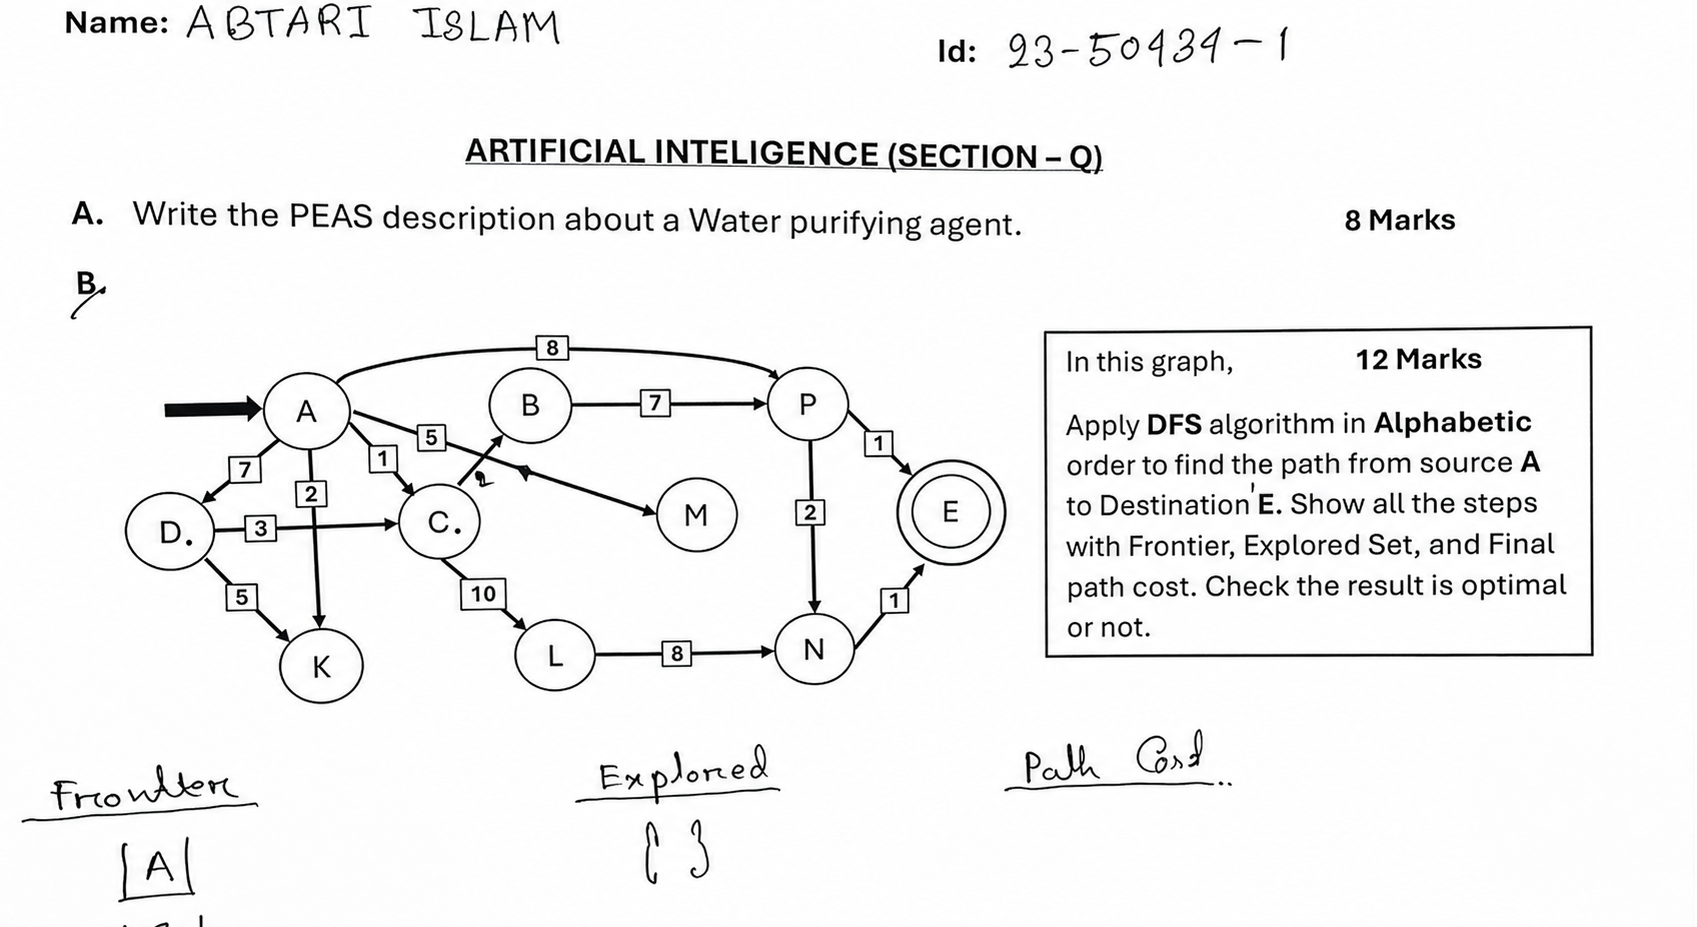 Name: ABTARI ISLAM
Id: 23-50434-1
ARTIFICIAL INTELIGENCE (SECTION – Q)
A. Write the PEAS description about a Water purifying agent. 8 Marks
B.
8
A B 7 P
5
1
1
7
2
2
D. 3 C. M 2 E
5
10
1
K L 8 N
In this graph, 12 Marks
Apply DFS algorithm in Alphabetic
order to find the path from source A
to Destination'E. Show all the steps
with Frontier, Explored Set, and Final
path cost. Check the result is optimal
or not.
Frontier Explored Path Cost
A { }